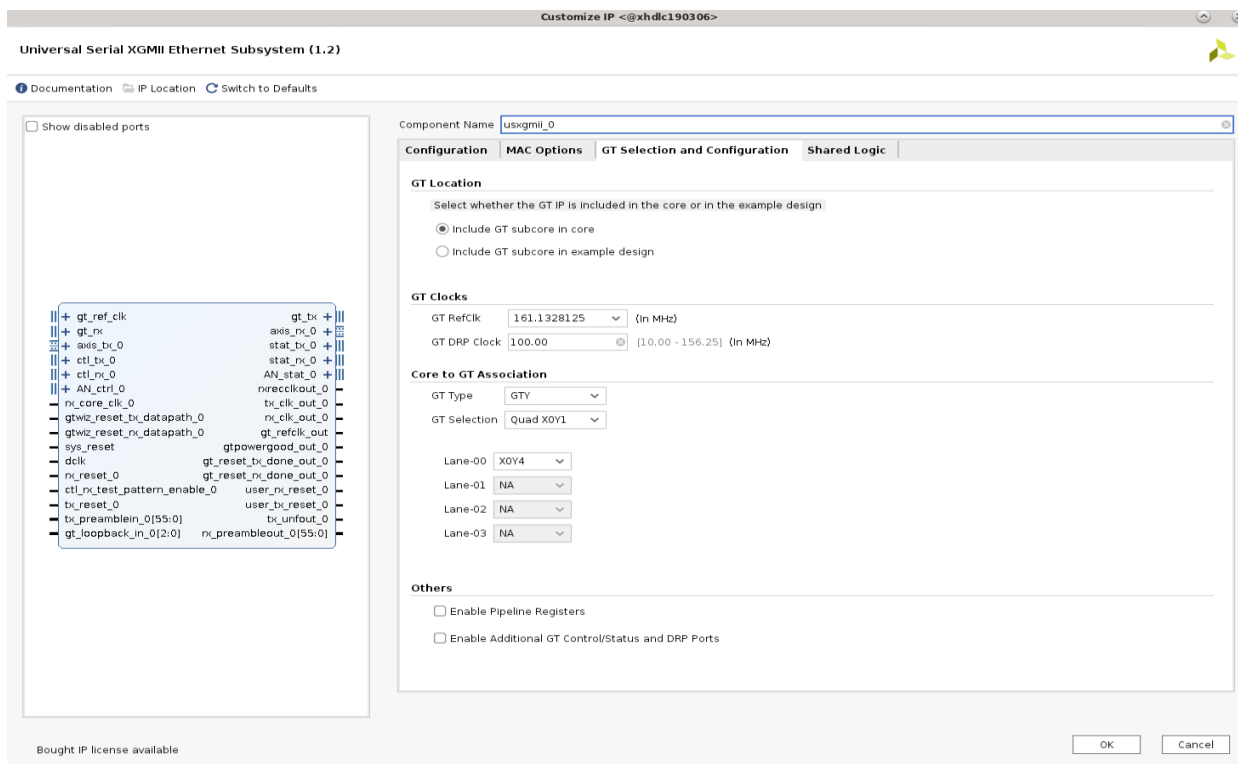 Customize IP <@xhdlc190306>
Universal Serial XGMII Ethernet Subsystem (1.2)
Documentation IP Location Switch to Defaults
Show disabled ports
gt_ref_clk gt_tx
gt_rx axis_rx_0
axis_tx_0 stat_tx_0
ctl_tx_0 stat_rx_0
ctl_rx_0 AN_stat_0
AN_ctrl_0 rxrecclkout_0
rx_core_clk_0 tx_clk_out_0
gtwiz_reset_tx_datapath_0 rx_clk_out_0
gtwiz_reset_rx_datapath_0 gt_refclk_out
sys_reset gtpowergood_out_0
dclk gt_reset_tx_done_out_0
rx_reset_0 gt_reset_rx_done_out_0
ctl_rx_test_pattern_enable_0 user_rx_reset_0
tx_reset_0 user_tx_reset_0
tx_preamblein_0[55:0] tx_unfout_0
gt_loopback_in_0[2:0] rx_preambleout_0[55:0]
Component Name usxgmii_0
Configuration MAC Options GT Selection and Configuration Shared Logic
GT Location
Select whether the GT IP is included in the core or in the example design
Include GT subcore in core
Include GT subcore in example design
GT Clocks
GT RefClk 161.1328125 (In MHz)
GT DRP Clock 100.00 [10.00 - 156.25] (In MHz)
Core to GT Association
GT Type GTY
GT Selection Quad X0Y1
Lane-00 X0Y4
Lane-01 NA
Lane-02 NA
Lane-03 NA
Others
Enable Pipeline Registers
Enable Additional GT Control/Status and DRP Ports
Bought IP license available
OK Cancel